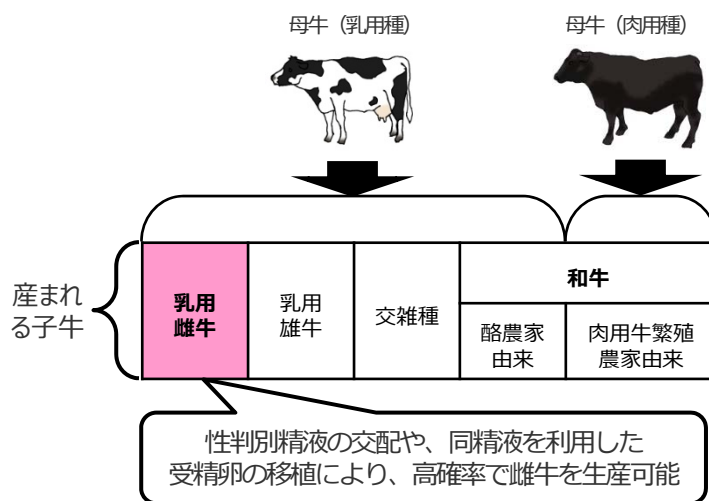 母牛（乳用種）
母牛（肉用種）
産まれ
る子牛
乳用
雌牛
乳用
雄牛
交雑種
和牛
酪農家
由来
肉用牛繁殖
農家由来
性判別精液の交配や、同精液を利用した
受精卵の移植により、高確率で雌牛を生産可能